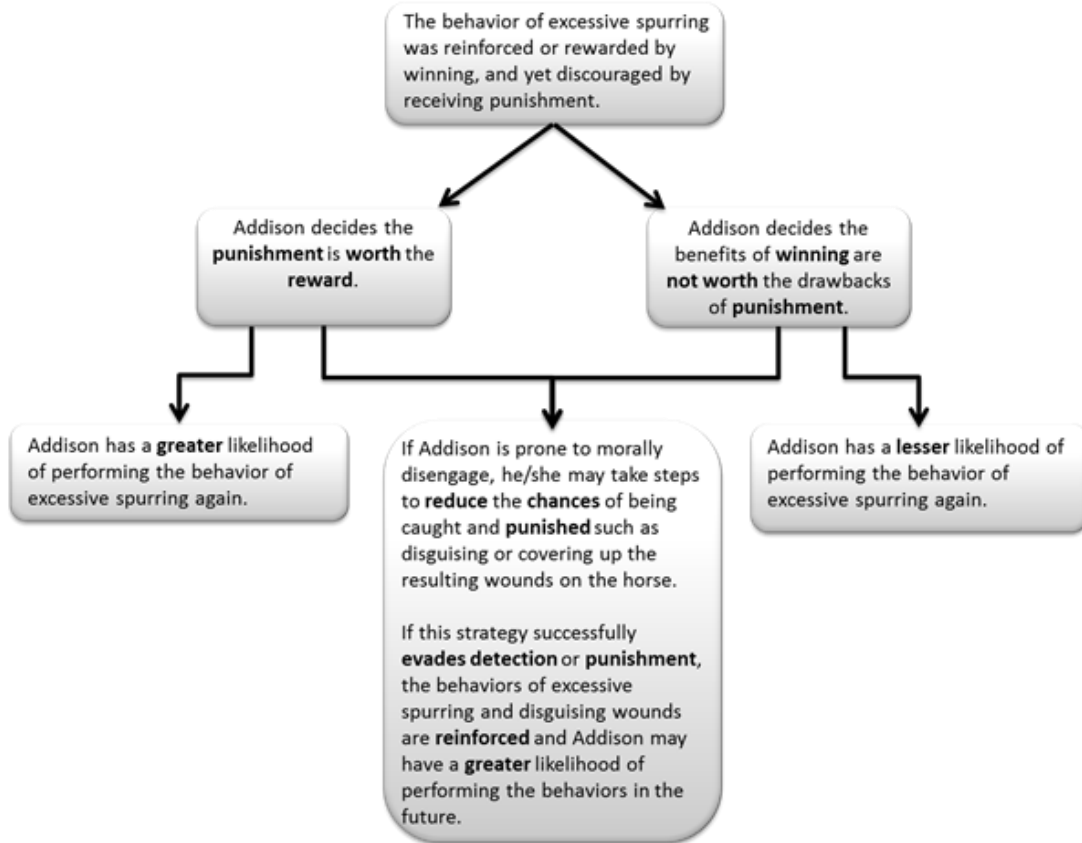 The behavior of excessive spurring
was reinforced or rewarded by
winning, and yet discouraged by
receiving punishment.
Addison decides the
punishment is worth the
reward.
Addison decides the
benefits of winning are
not worth the drawbacks
of punishment.
Addison has a greater likelihood
of performing the behavior of
excessive spurring again.
If Addison is prone to morally
disengage, he/she may take steps
to reduce the chances of being
caught and punished such as
disguising or covering up the
resulting wounds on the horse.
If this strategy successfully
evades detection or punishment,
the behaviors of excessive
spurring and disguising wounds
are reinforced and Addison may
have a greater likelihood of
performing the behaviors in the
future.
Addison has a lesser likelihood of
performing the behavior of
excessive spurring again.